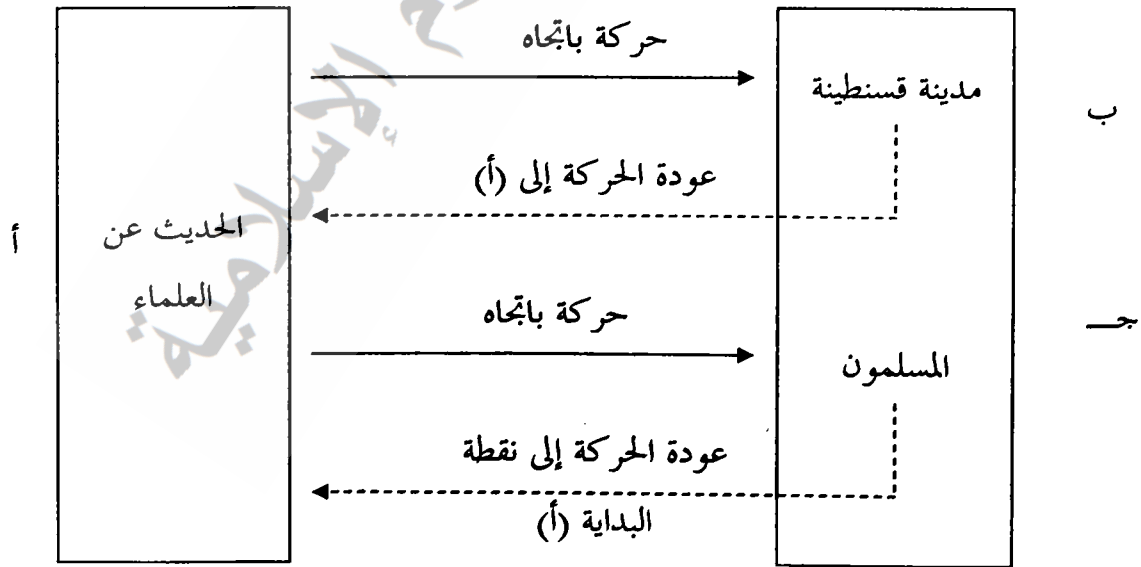 حركة باتجاه
مدينة قسنطينة
ب
عودة الحركة إلى (أ)
أ
الحديث عن
العلماء
حركة باتجاه
جـ
المسلمون
عودة الحركة إلى نقطة
البداية (أ)
الإسلامية